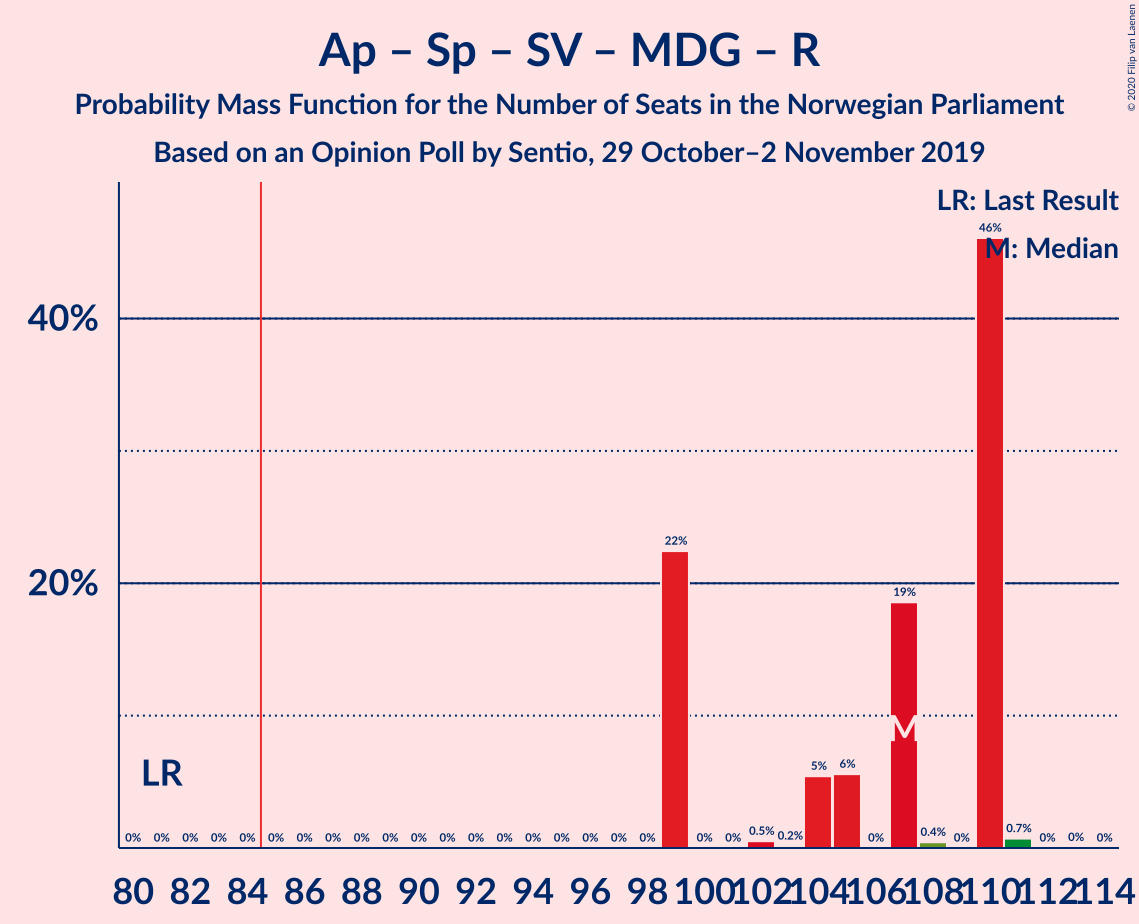 Ap – Sp – SV – MDG – R
Probability Mass Function for the Number of Seats in the Norwegian Parliament
Based on an Opinion Poll by Sentio, 29 October–2 November 2019
© 2020 Filip van Laenen
LR: Last Result
M: Median
46%
40%
22%
20%
19%
M
LR
5%
6%
0% 0% 0% 0% 0% 0% 0% 0% 0% 0% 0% 0% 0% 0% 0% 0% 0% 0% 0% 0% 0% 0.5% 0.2% 0% 0.4% 0% 0.7% 0% 0% 0%
80 82 84 86 88 90 92 94 96 98 100 102 104 106 108 110 112 114